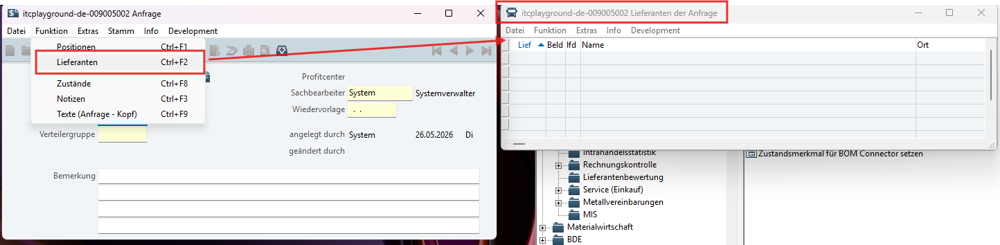 itcplayground-de-009005002 Anfrage
Datei Funktion Extras Stamm Info Development
Positionen Ctrl+F1
Lieferanten Ctrl+F2
Zustände Ctrl+F8
Notizen Ctrl+F3
Texte (Anfrage - Kopf) Ctrl+F9
Profitcenter
Sachbearbeiter System Systemverwalter
Wiedervorlage . .
Verteilergruppe
angelegt durch System 26.05.2026 Di
geändert durch
Bemerkung
itcplayground-de-009005002 Lieferanten der Anfrage
Datei Funktion Extras Info Development
Lief Beld lfd Name Ort
Intrahandelsstatistik
Rechnungskontrolle
Lieferantenbewertung
Service (Einkauf)
Metallvereinbarungen
MIS
Materialwirtschaft
BDE
Zustandsmerkmal für BOM Connector setzen